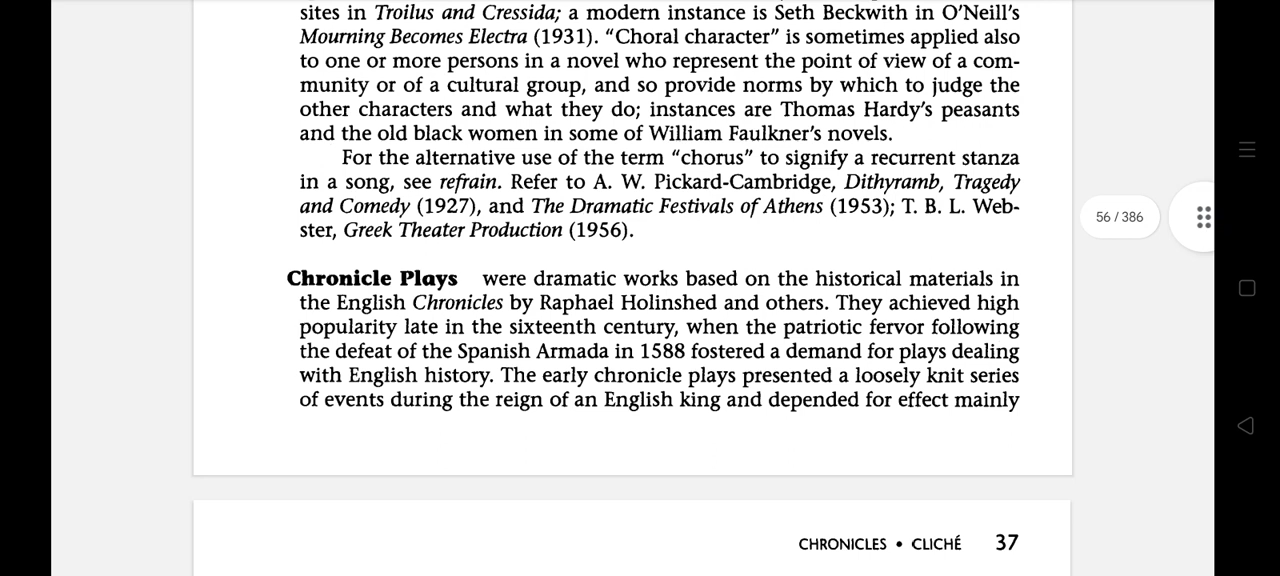 sites in Troilus and Cressida; a modern instance is Seth Beckwith in O’Neill’s
Mourning Becomes Electra (1931). “Choral character” is sometimes applied also
to one or more persons in a novel who represent the point of view of a com-
munity or of a cultural group, and so provide norms by which to judge the
other characters and what they do; instances are Thomas Hardy’s peasants
and the old black women in some of William Faulkner’s novels.
For the alternative use of the term “chorus” to signify a recurrent stanza
in a song, see refrain. Refer to A. W. Pickard-Cambridge, Dithyramb, Tragedy
and Comedy (1927), and The Dramatic Festivals of Athens (1953); T. B. L. Web-
ster, Greek Theater Production (1956).
Chronicle Plays were dramatic works based on the historical materials in
the English Chronicles by Raphael Holinshed and others. They achieved high
popularity late in the sixteenth century, when the patriotic fervor following
the defeat of the Spanish Armada in 1588 fostered a demand for plays dealing
with English history. The early chronicle plays presented a loosely knit series
of events during the reign of an English king and depended for effect mainly
56 / 386
CHRONICLES • CLICHÉ 37